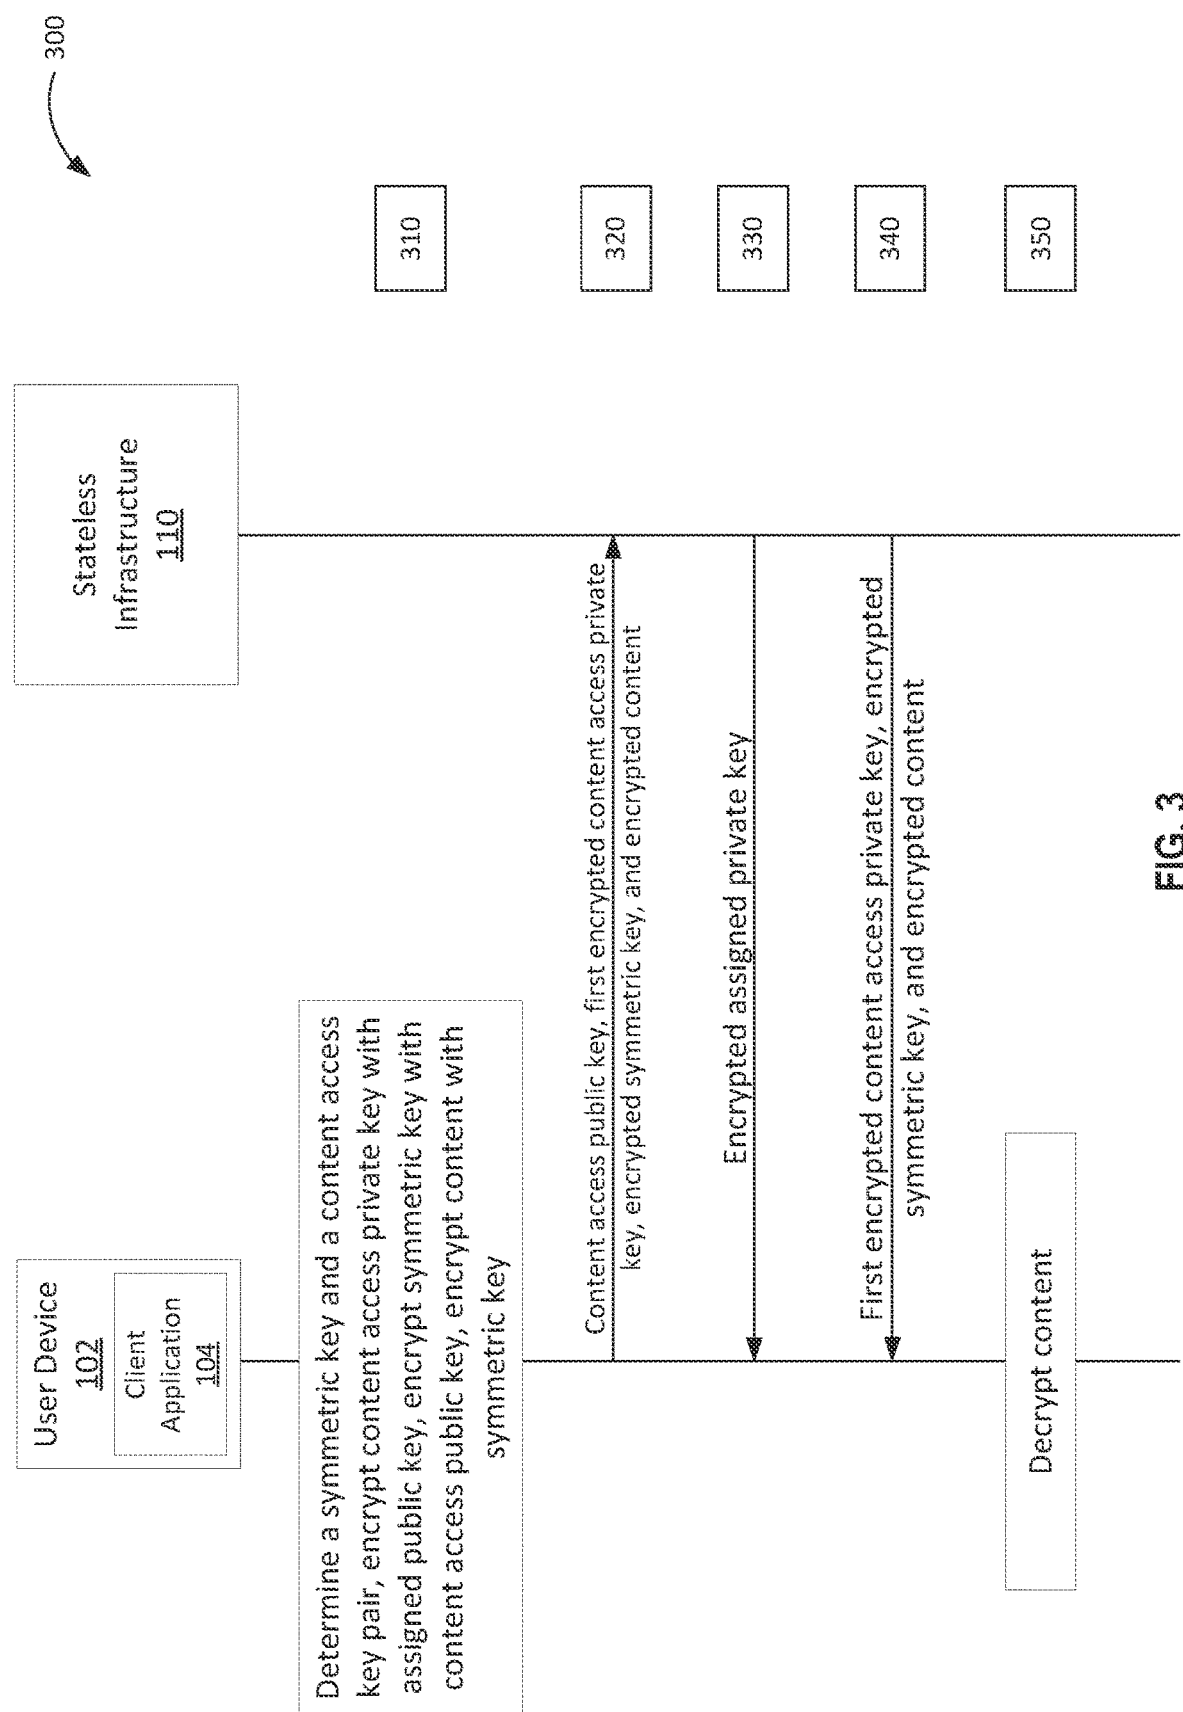 300
User Device
102
Client
Application
104
Stateless
Infrastructure
110
Determine a symmetric key and a content access
key pair, encrypt content access private key with
assigned public key, encrypt symmetric key with
content access public key, encrypt content with
symmetric key
310
Content access public key, first encrypted content access private
key, encrypted symmetric key, and encrypted content
320
Encrypted assigned private key
330
First encrypted content access private key, encrypted
symmetric key, and encrypted content
340
Decrypt content
350
FIG. 3